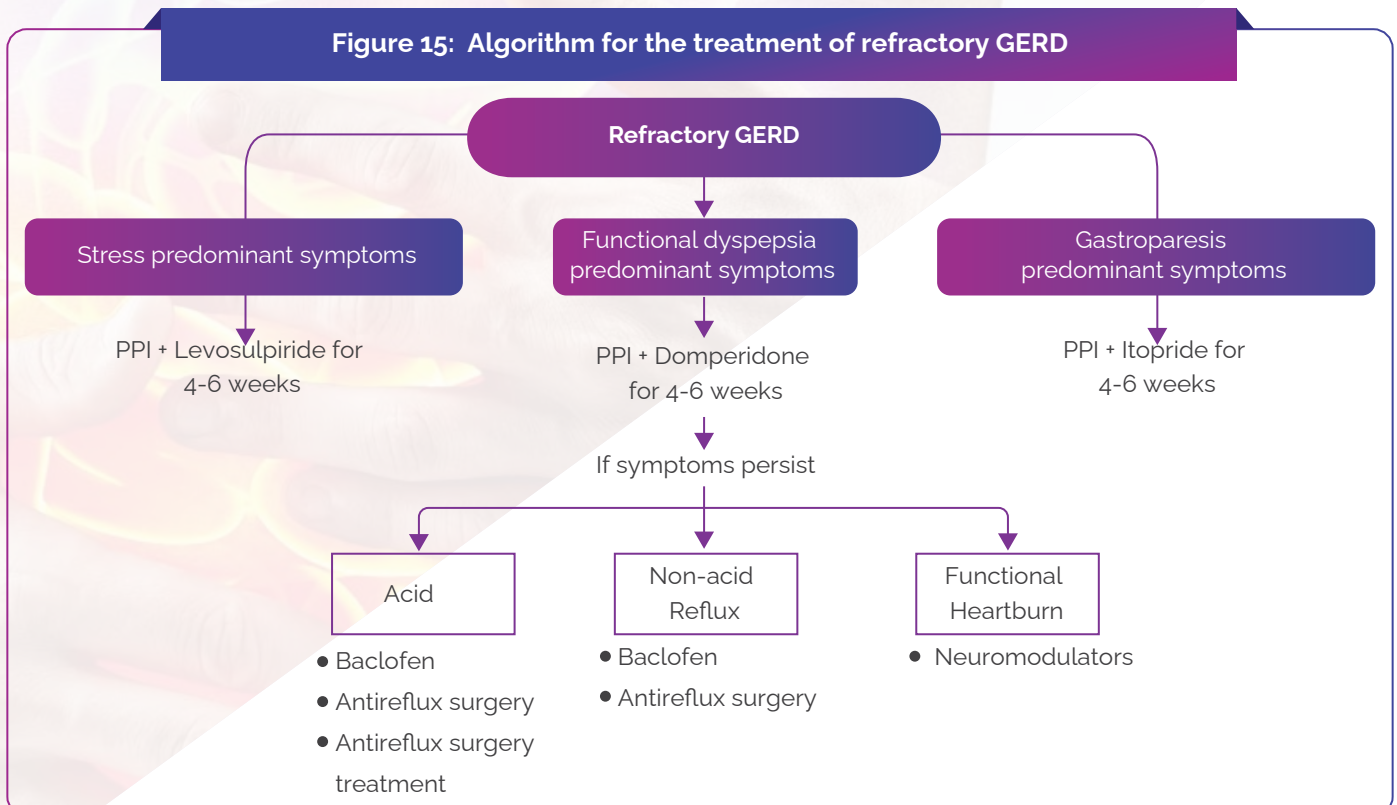 Figure 15:  Algorithm for the treatment of refractory GERD
Refractory GERD
Stress predominant symptoms
PPI + Levosulpiride for
4-6 weeks
Functional dyspepsia
predominant symptoms
PPI + Domperidone
for 4-6 weeks
Gastroparesis
predominant symptoms
PPI + Itopride for
4-6 weeks
If symptoms persist
Acid
• Baclofen
• Antireflux surgery
• Antireflux surgery
treatment
Non-acid
Reflux
• Baclofen
• Antireflux surgery
Functional
Heartburn
• Neuromodulators